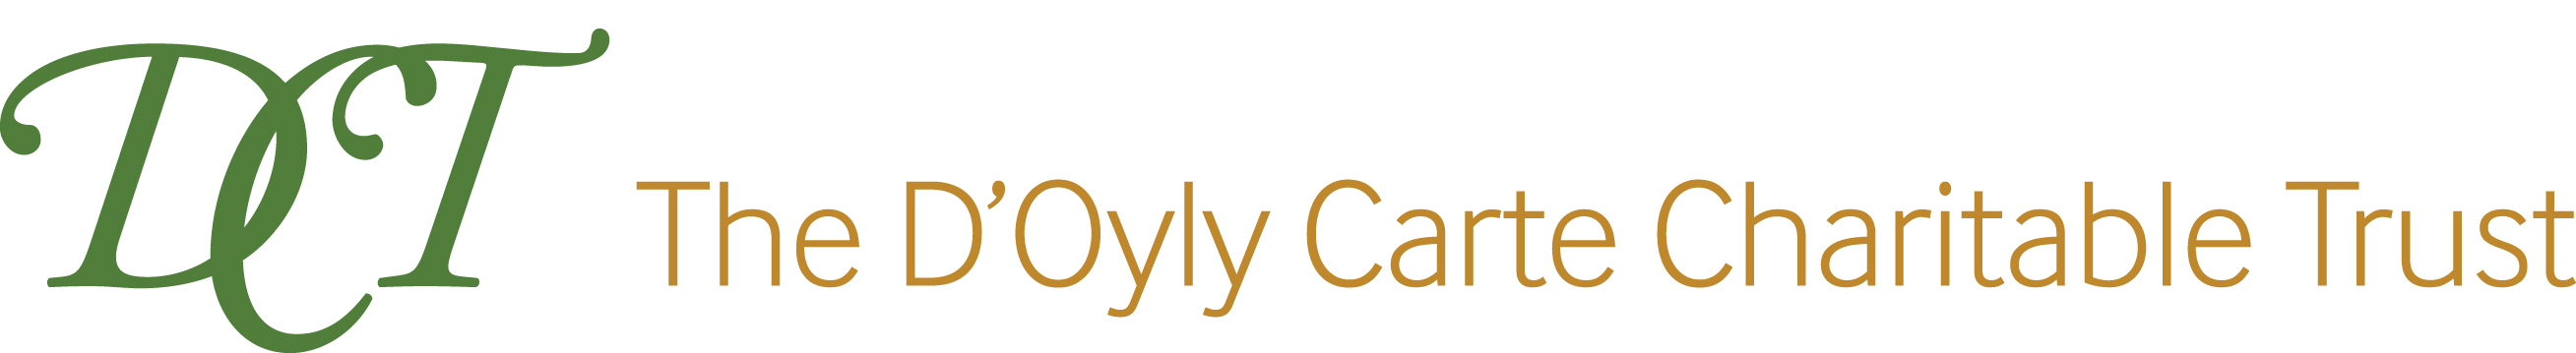 DCT The D’Oyly Carte Charitable Trust